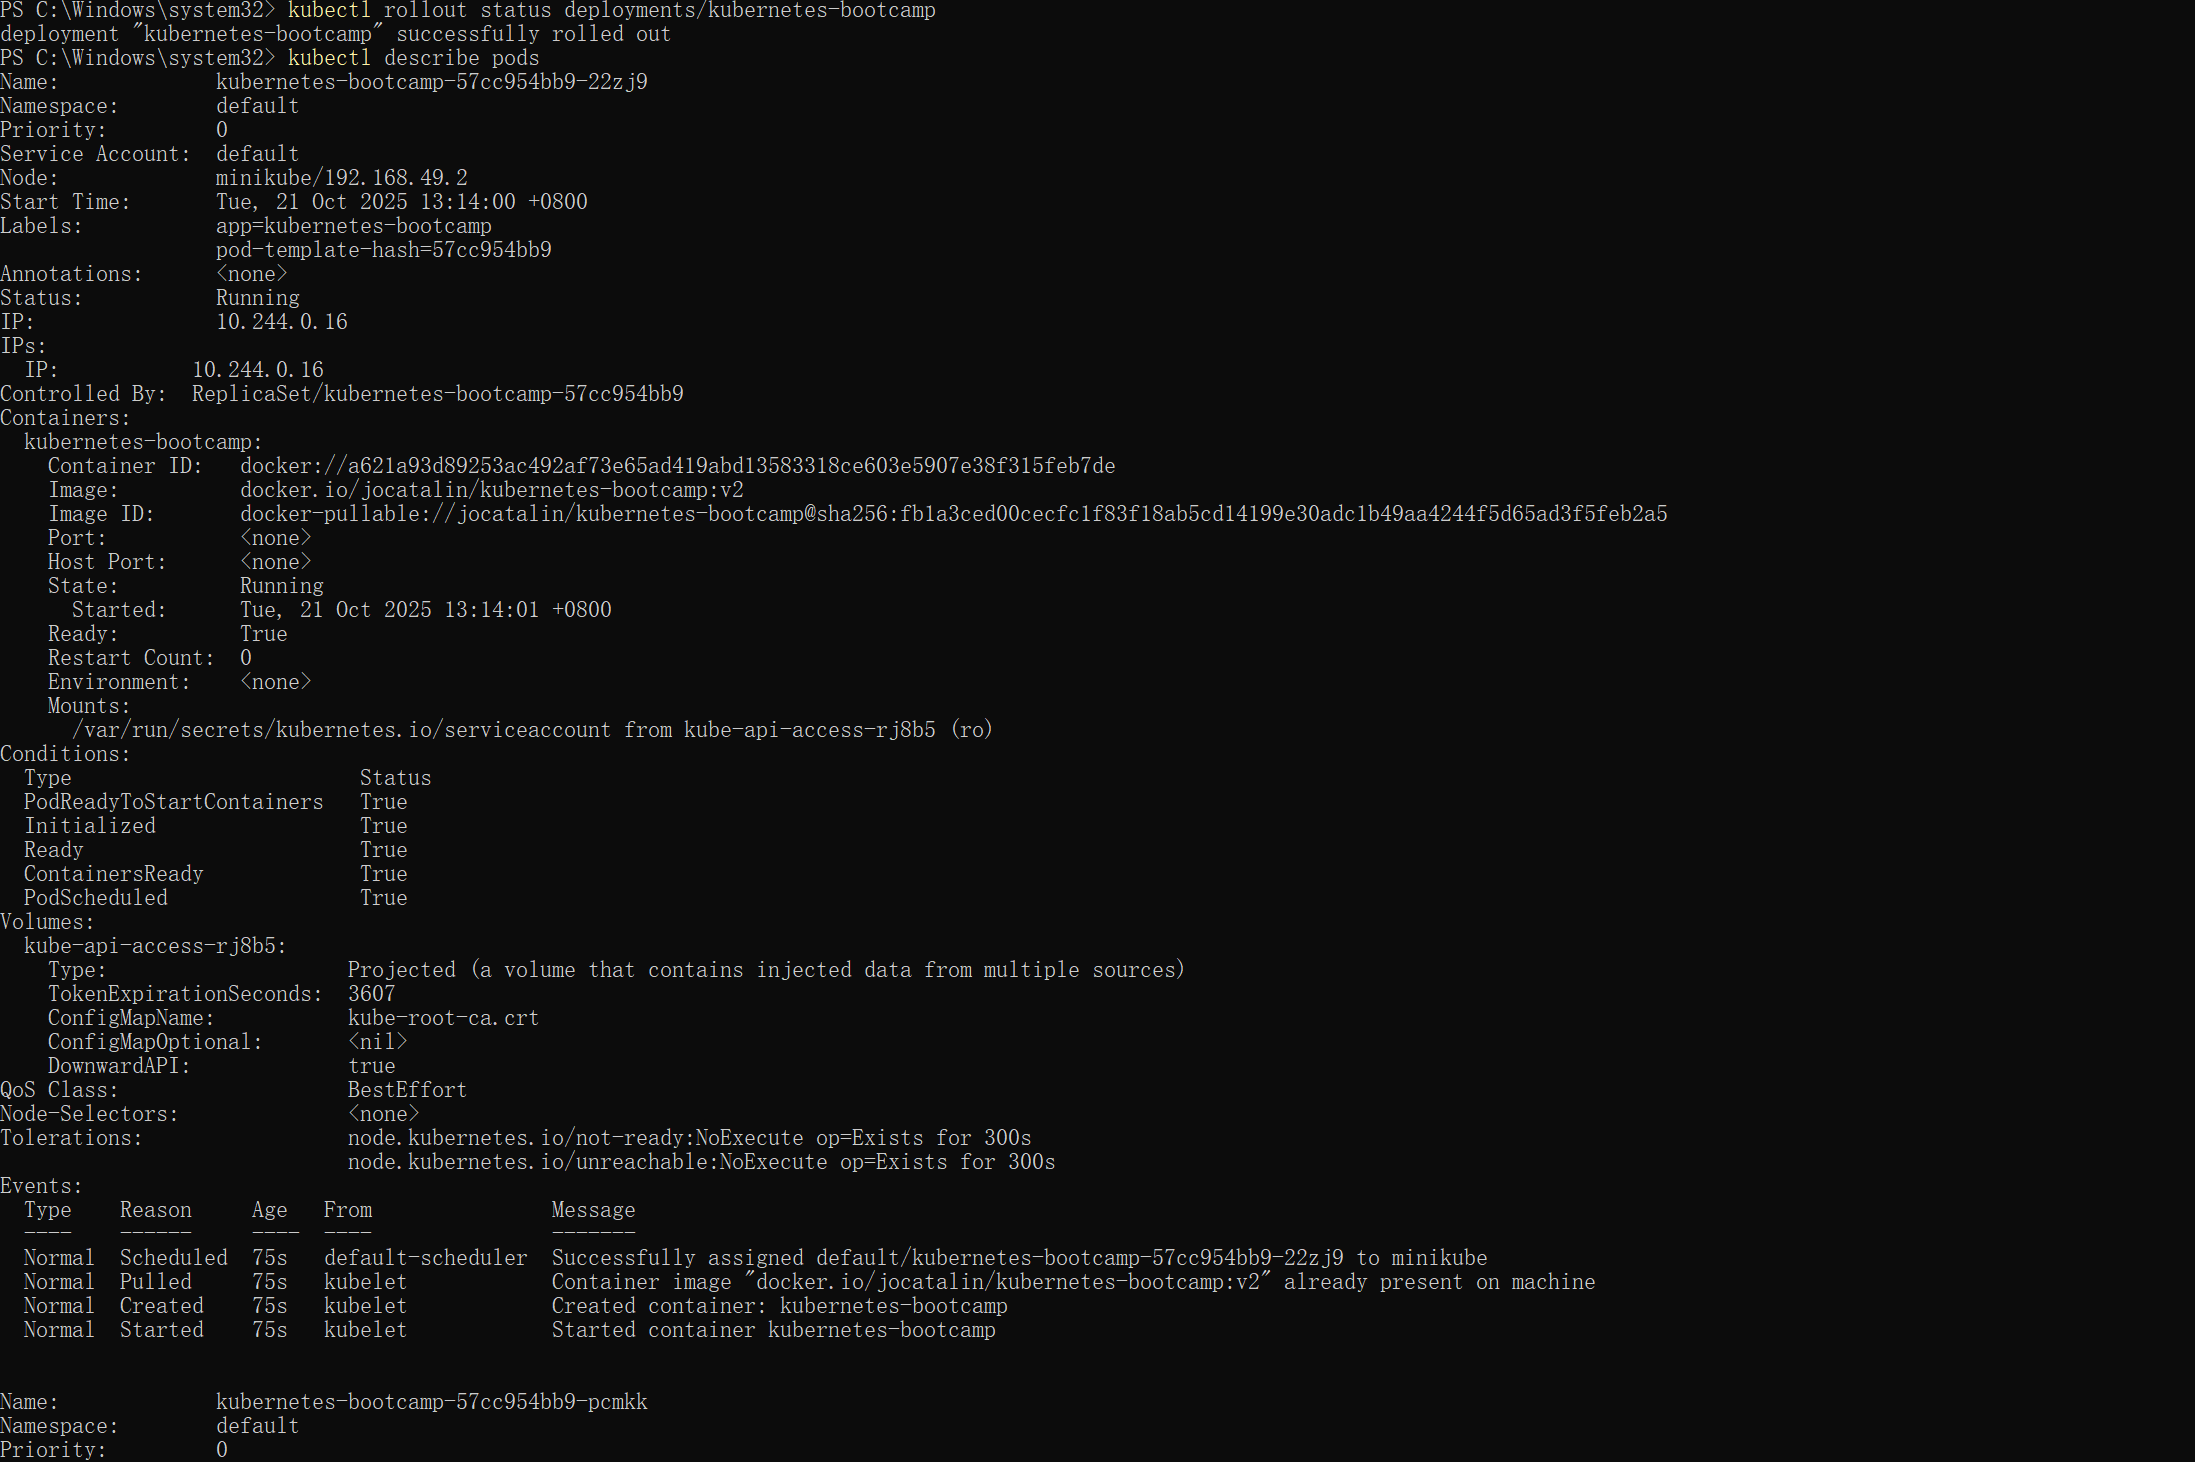 PS C:\Windows\system32> kubectl rollout status deployments/kubernetes-bootcamp
deployment "kubernetes-bootcamp" successfully rolled out
PS C:\Windows\system32> kubectl describe pods
Name:             kubernetes-bootcamp-57cc954bb9-22zj9
Namespace:        default
Priority:         0
Service Account:  default
Node:             minikube/192.168.49.2
Start Time:       Tue, 21 Oct 2025 13:14:00 +0800
Labels:           app=kubernetes-bootcamp
                  pod-template-hash=57cc954bb9
Annotations:      <none>
Status:           Running
IP:               10.244.0.16
IPs:
  IP:           10.244.0.16
Controlled By:  ReplicaSet/kubernetes-bootcamp-57cc954bb9
Containers:
  kubernetes-bootcamp:
    Container ID:   docker://a621a93d89253ac492af73e65ad419abd13583318ce603e5907e38f315feb7de
    Image:          docker.io/jocatalin/kubernetes-bootcamp:v2
    Image ID:       docker-pullable://jocatalin/kubernetes-bootcamp@sha256:fb1a3ced00cecfc1f83f18ab5cd14199e30adc1b49aa4244f5d65ad3f5feb2a5
    Port:           <none>
    Host Port:      <none>
    State:          Running
      Started:      Tue, 21 Oct 2025 13:14:01 +0800
    Ready:          True
    Restart Count:  0
    Environment:    <none>
    Mounts:
      /var/run/secrets/kubernetes.io/serviceaccount from kube-api-access-rj8b5 (ro)
Conditions:
  Type                        Status
  PodReadyToStartContainers   True
  Initialized                 True
  Ready                       True
  ContainersReady             True
  PodScheduled                True
Volumes:
  kube-api-access-rj8b5:
    Type:                    Projected (a volume that contains injected data from multiple sources)
    TokenExpirationSeconds:  3607
    ConfigMapName:           kube-root-ca.crt
    ConfigMapOptional:       <nil>
    DownwardAPI:             true
QoS Class:                   BestEffort
Node-Selectors:              <none>
Tolerations:                 node.kubernetes.io/not-ready:NoExecute op=Exists for 300s
                             node.kubernetes.io/unreachable:NoExecute op=Exists for 300s
Events:
  Type    Reason     Age   From               Message
  ----    ------     ----  ----               -------
  Normal  Scheduled  75s   default-scheduler  Successfully assigned default/kubernetes-bootcamp-57cc954bb9-22zj9 to minikube
  Normal  Pulled     75s   kubelet            Container image "docker.io/jocatalin/kubernetes-bootcamp:v2" already present on machine
  Normal  Created    75s   kubelet            Created container: kubernetes-bootcamp
  Normal  Started    75s   kubelet            Started container kubernetes-bootcamp


Name:             kubernetes-bootcamp-57cc954bb9-pcmkk
Namespace:        default
Priority:         0